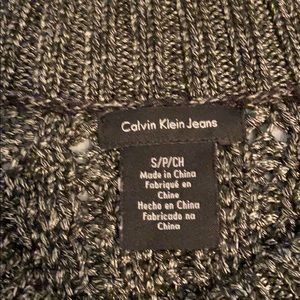 Calvin Klein Jeans
S/P/CH
Made in China
Fabriqué en
Chine
Hecho en China
Fabricado na
China